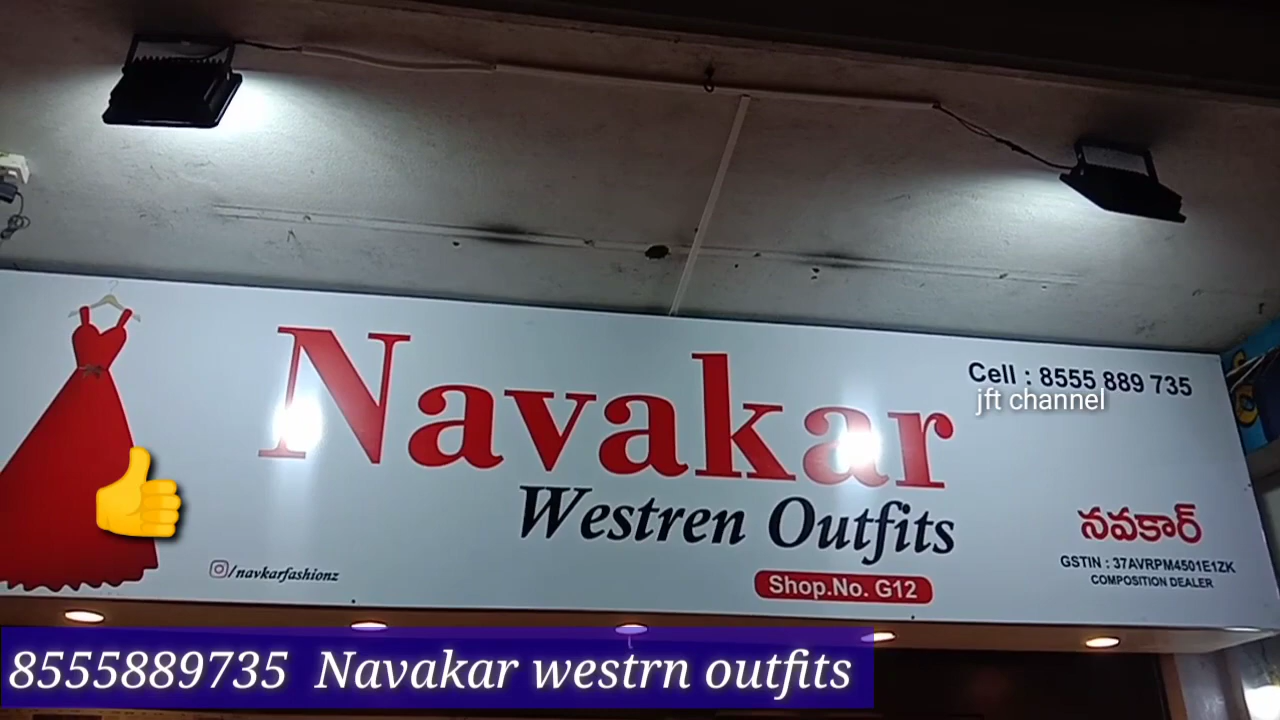 Navakar
Westren Outfits
Cell : 8555 889 735
jft channel
నవకార్
GSTIN : 37AVRPM4501E1ZK
COMPOSITION DEALER
/navkarfashionz
Shop.No. G12
8555889735 Navakar westrn outfits